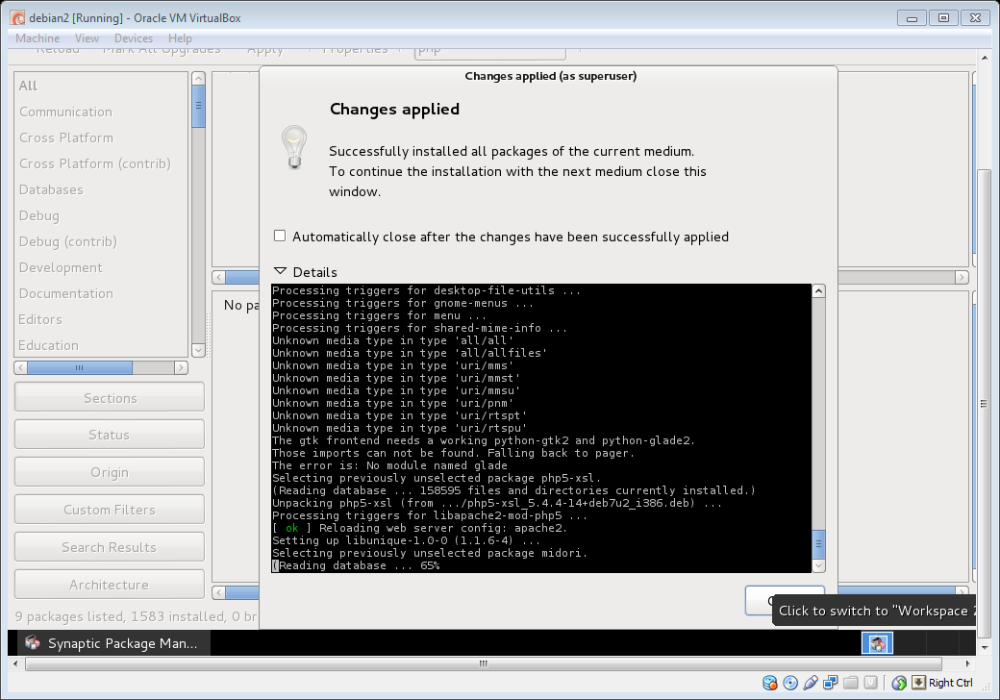 debian2 [Running] - Oracle VM VirtualBox
Machine View Devices Help
Reload Mark All Upgrades Apply Properties php
Changes applied (as superuser)
All
Communication
Cross Platform
Cross Platform (contrib)
Databases
Debug
Debug (contrib)
Development
Documentation
Editors
Education
Sections
Status
Origin
Custom Filters
Search Results
Architecture
No pa
Changes applied
Successfully installed all packages of the current medium.
To continue the installation with the next medium close this
window.
Automatically close after the changes have been successfully applied
Details
Processing triggers for desktop-file-utils ...
Processing triggers for gnome-menus ...
Processing triggers for menu ...
Processing triggers for shared-mime-info ...
Unknown media type in type 'all/all'
Unknown media type in type 'all/allfiles'
Unknown media type in type 'uri/mms'
Unknown media type in type 'uri/mmst'
Unknown media type in type 'uri/mmsu'
Unknown media type in type 'uri/pnm'
Unknown media type in type 'uri/rtspt'
Unknown media type in type 'uri/rtspu'
The gtk frontend needs a working python-gtk2 and python-glade2.
Those imports can not be found. Falling back to pager.
The error is: No module named glade
Selecting previously unselected package php5-xsl.
(Reading database ... 158595 files and directories currently installed.)
Unpacking php5-xsl (from .../php5-xsl_5.4.4-14+deb7u2_i386.deb) ...
Processing triggers for libapache2-mod-php5 ...
[ ok ] Reloading web server config: apache2.
Setting up libunique-1.0-0 (1.1.6-4) ...
Selecting previously unselected package midori.
(Reading database ... 65%
Click to switch to "Workspace 2
9 packages listed, 1583 installed, 0 br
Synaptic Package Man...
Right Ctrl